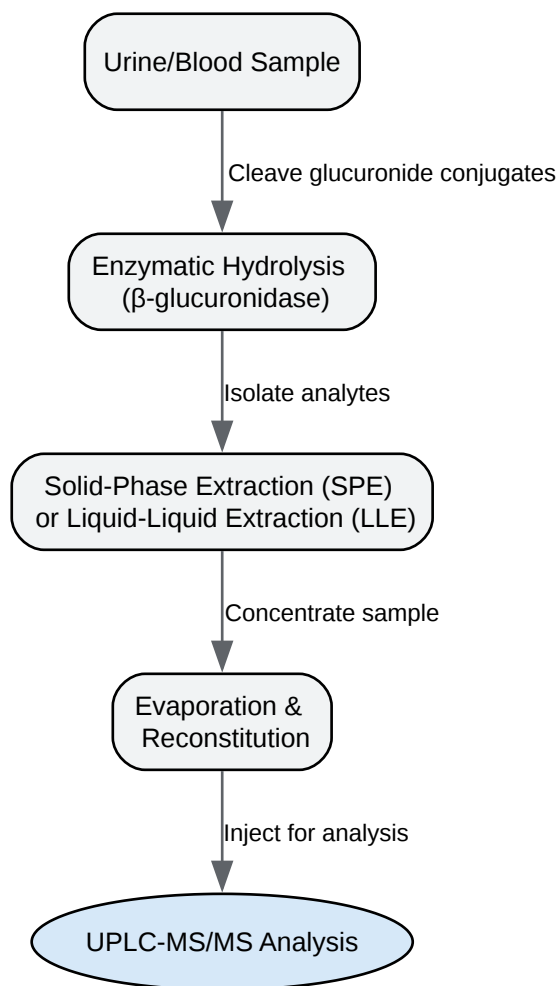 Urine/Blood Sample
Cleave glucuronide conjugates
Enzymatic Hydrolysis
(β-glucuronidase)
Isolate analytes
Solid-Phase Extraction (SPE)
or Liquid-Liquid Extraction (LLE)
Concentrate sample
Evaporation &
Reconstitution
Inject for analysis
UPLC-MS/MS Analysis